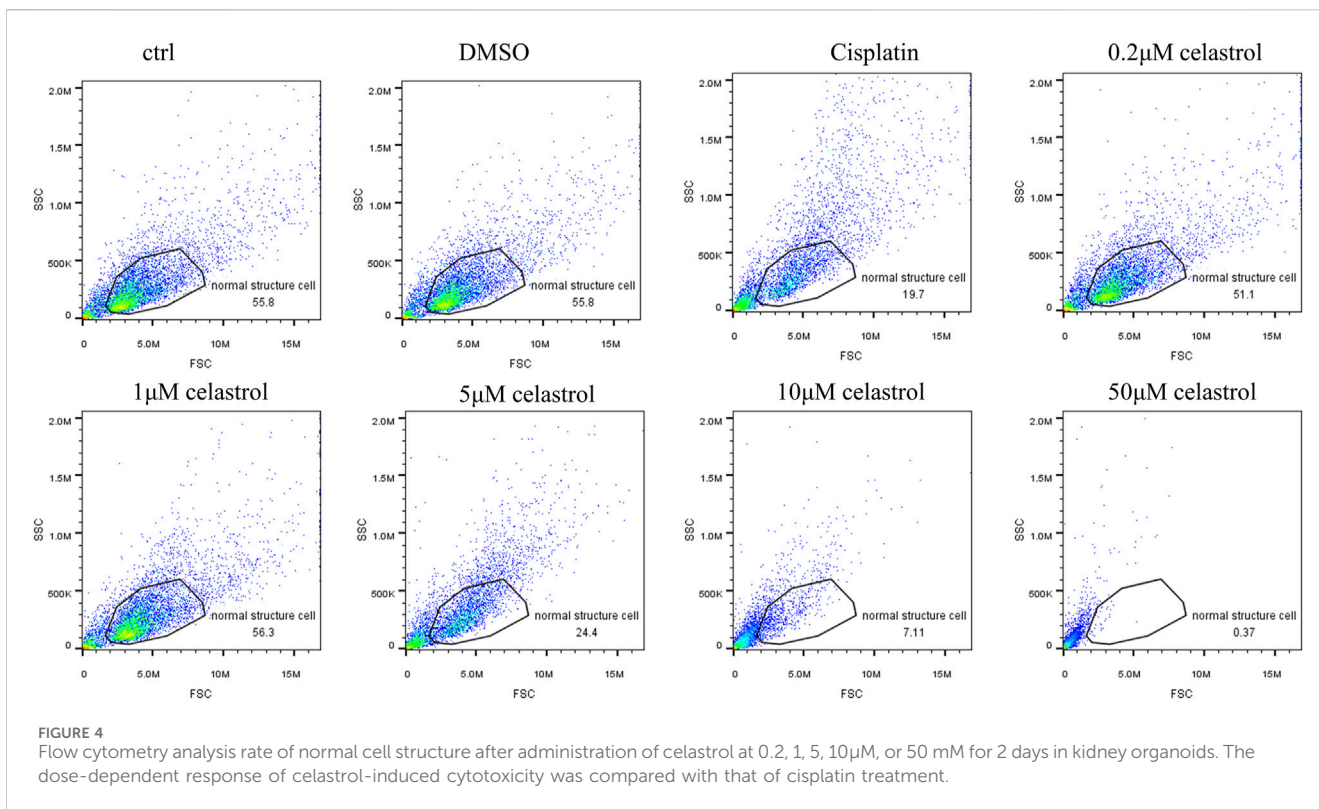 ctrl
DMSO
Cisplatin
0.2μM celastrol
2.0M
1.5M
1.0M
500K
0
SSC
normal structure cell
55.8
0
5.0M
10M
15M
FSC
2.0M
1.5M
1.0M
500K
0
SSC
normal structure cell
55.8
0
5.0M
10M
15M
FSC
2.0M
1.5M
1.0M
500K
0
SSC
normal structure cell
19.7
0
5.0M
10M
15M
FSC
2.0M
1.5M
1.0M
500K
0
SSC
normal structure cell
51.1
0
5.0M
10M
15M
FSC
1μM celastrol
5μM celastrol
10μM celastrol
50μM celastrol
2.0M
1.5M
1.0M
500K
0
SSC
normal structure cell
56.3
0
5.0M
10M
15M
FSC
2.0M
1.5M
1.0M
500K
0
SSC
normal structure cell
24.4
0
5.0M
10M
15M
FSC
2.0M
1.5M
1.0M
500K
0
SSC
normal structure cell
7.11
0
5.0M
10M
15M
FSC
2.0M
1.5M
1.0M
500K
0
SSC
normal structure cell
0.37
0
5.0M
10M
15M
FSC
FIGURE 4
Flow cytometry analysis rate of normal cell structure after administration of celastrol at 0.2, 1, 5, 10μM, or 50 mM for 2 days in kidney organoids. The
dose-dependent response of celastrol-induced cytotoxicity was compared with that of cisplatin treatment.